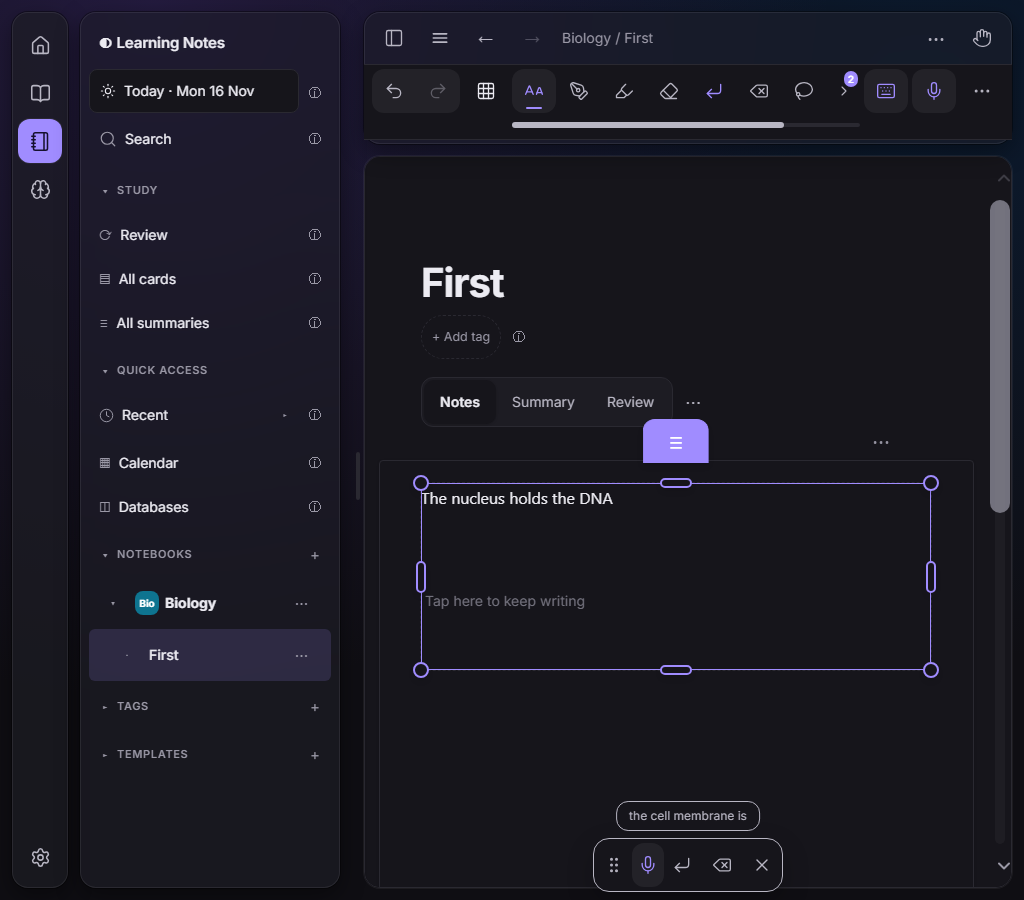 Learning Notes
Today · Mon 16 Nov
Search
STUDY
Review
All cards
All summaries
QUICK ACCESS
Recent
Calendar
Databases
NOTEBOOKS
Bio Biology
First
TAGS
TEMPLATES
Biology / First
AA
2
First
+ Add tag
Notes Summary Review
The nucleus holds the DNA
Tap here to keep writing
the cell membrane is